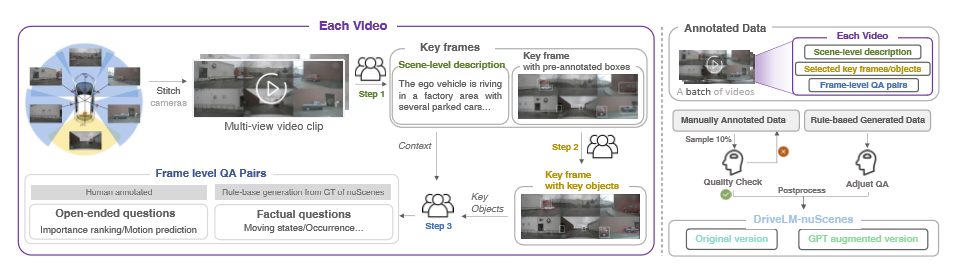 Each Video
Stitch
cameras
Multi-view video clip
Step 1
Key frames
Scene-level description
The ego vehicle is riving
in a factory area with
several parked cars...
Key frame
with pre-annotated boxes
Context
Step 2
Key frame
with key objects
Key
Objects
Step 3
Frame level QA Pairs
Human annotated
Rule-base generation from GT of nuScenes
Open-ended questions
Importance ranking/Motion prediction
Factual questions
Moving states/Occurrence...
Annotated Data
A batch of videos
Each Video
Scene-level description
Selected key frames/objects
Frame-level QA pairs
Manually Annotated Data
Rule-based Generated Data
Sample 10%
Quality Check
Adjust QA
Postprocess
DriveLM-nuScenes
Original version
GPT augmented version